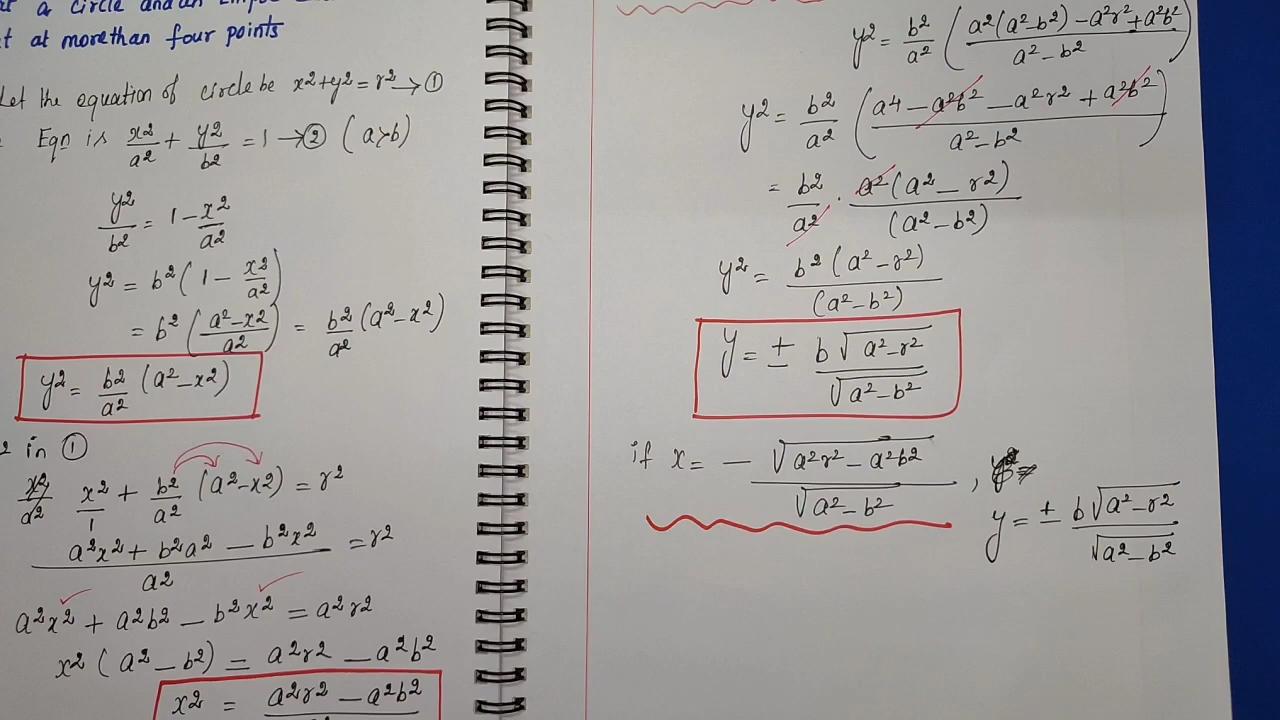 a circle and an
t at morethan four points
Let the equation of circle be x² + y² = r² → ①
Eqn is x²/a² + y²/b² = 1 → ② (a>b)
y²/b² = 1 - x²/a²
y² = b² (1 - x²/a²)
= b² ((a² - x²)/a²) = b²/a² (a² - x²)
y² = b²/a² (a² - x²)
2 in ①
x²/1 + b²/a² (a² - x²) = r²
(a²x² + b²a² - b²x²)/a² = r²
a²x² + a²b² - b²x² = a²r²
x² (a² - b²) = a²r² - a²b²
x² = a²r² - a²b²
y² = b²/a² ((a²(a² - b²) - a²r² + a²b²)/(a² - b²))
y² = b²/a² ((a⁴ - a²b² - a²r² + a²b²)/(a² - b²))
= b²/a² · a²(a² - r²)/(a² - b²)
y² = b² (a² - r²)/(a² - b²)
y = ± b√(a² - r²)/√(a² - b²)
if x = - √(a²r² - a²b²)/√(a² - b²) ,
y = ± b√(a² - r²)/√(a² - b²)